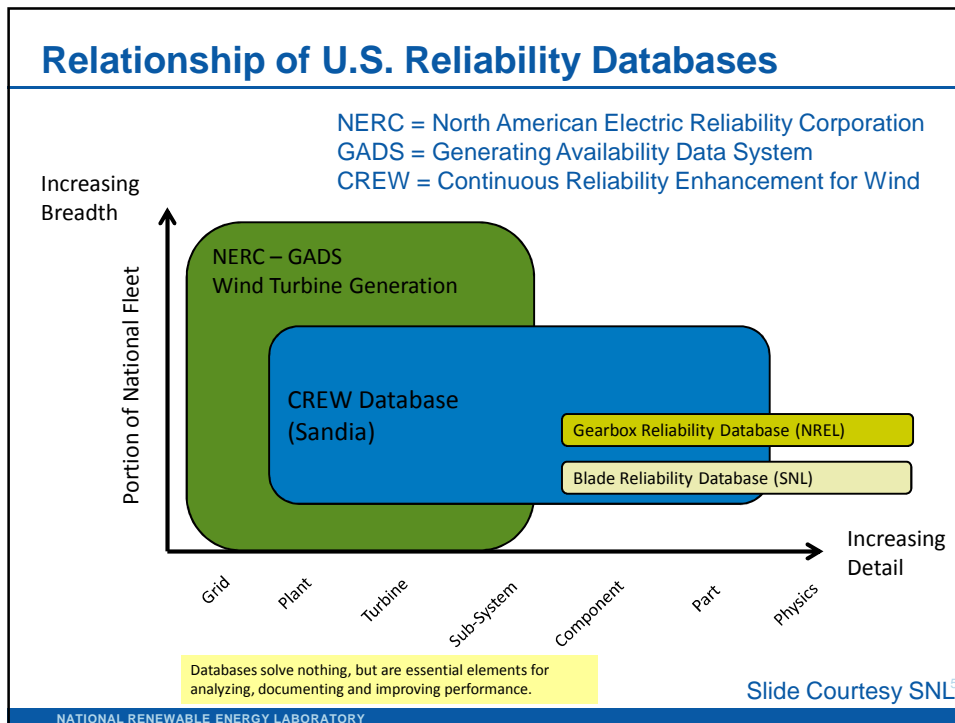 Relationship of U.S. Reliability Databases
NERC = North American Electric Reliability Corporation
GADS = Generating Availability Data System
CREW = Continuous Reliability Enhancement for Wind
Increasing
Breadth
Portion of National Fleet
NERC – GADS
Wind Turbine Generation
CREW Database
(Sandia)
Gearbox Reliability Database (NREL)
Blade Reliability Database (SNL)
Increasing
Detail
Grid
Plant
Turbine
Sub-System
Component
Part
Physics
Databases solve nothing, but are essential elements for
analyzing, documenting and improving performance.
Slide Courtesy SNL
5
NATIONAL RENEWABLE ENERGY LABORATORY